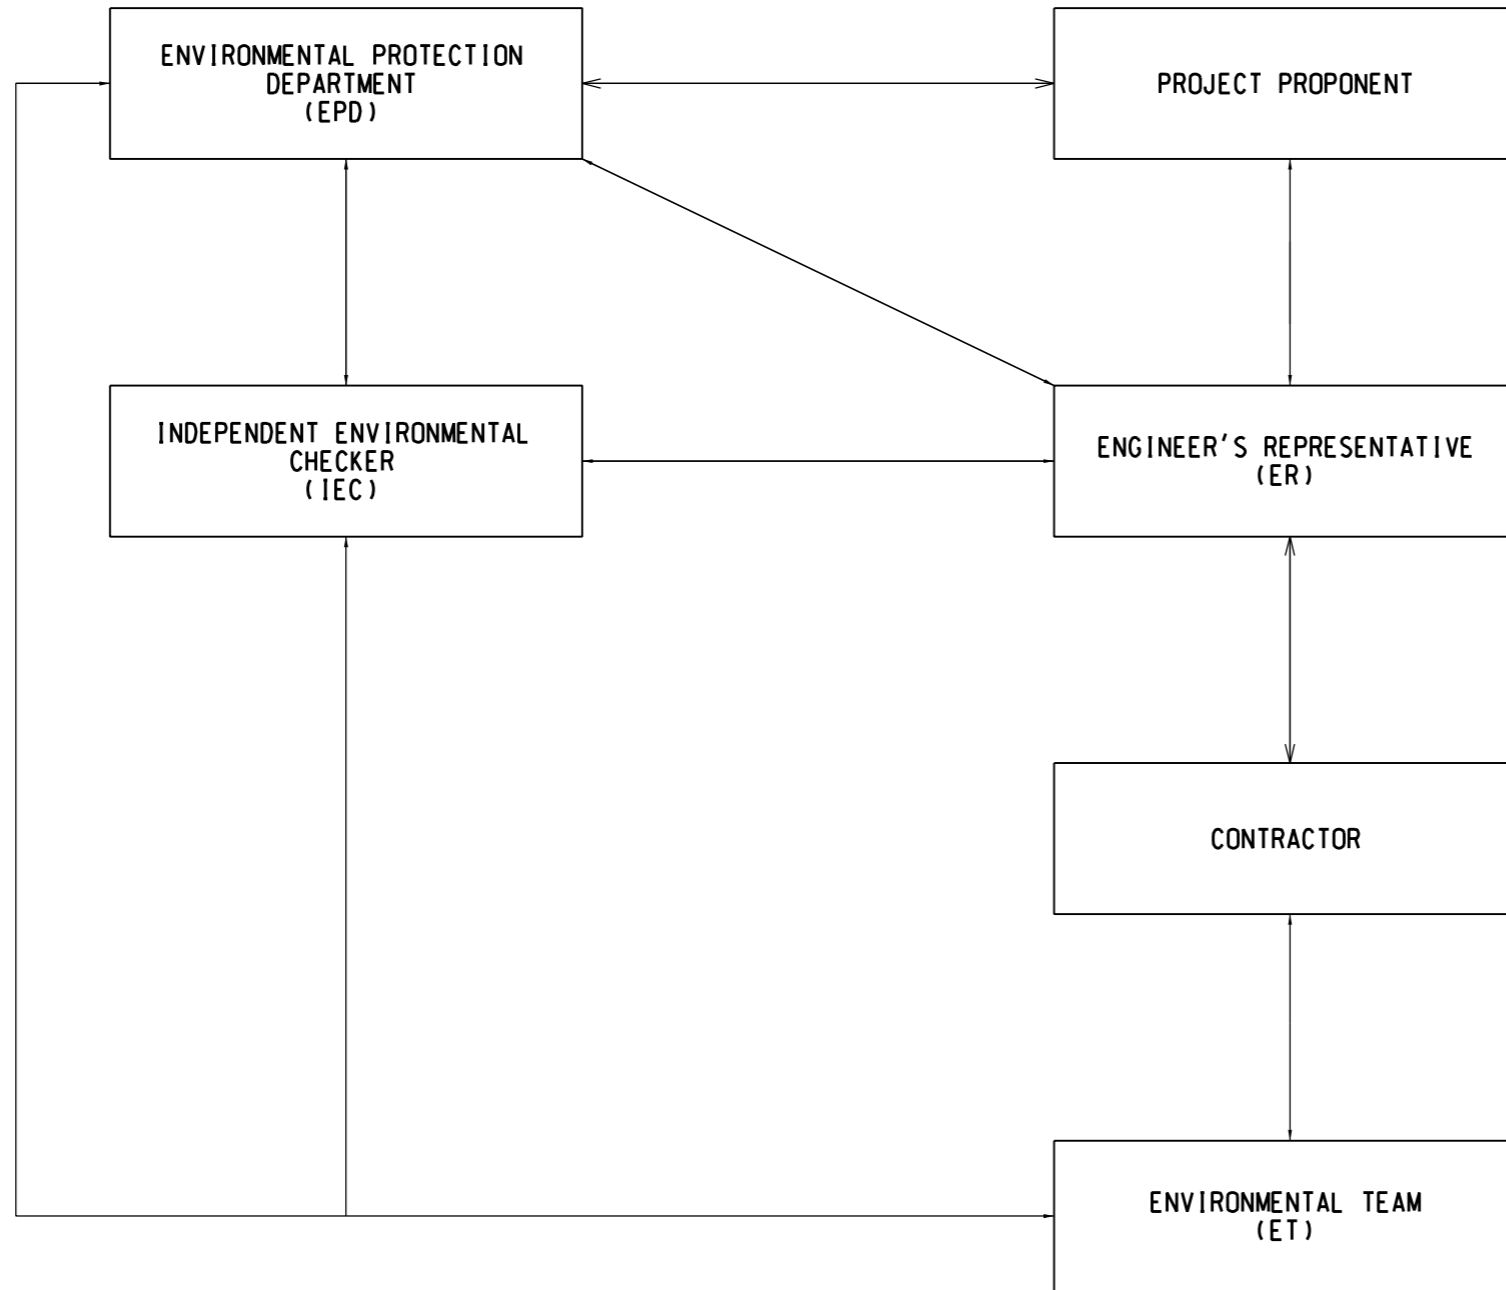 ENVIRONMENTAL PROTECTION
DEPARTMENT
(EPD)
PROJECT PROPONENT
INDEPENDENT ENVIRONMENTAL
CHECKER
(IEC)
ENGINEER'S REPRESENTATIVE
(ER)
CONTRACTOR
ENVIRONMENTAL TEAM
(ET)